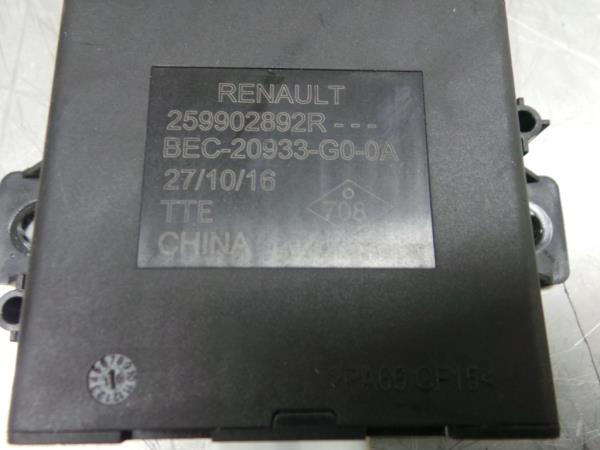 RENAULT
259902892R - - -
BEC-20933-G0-0A
27/10/16
TTE
CHINA
708
>PA66 GF15<